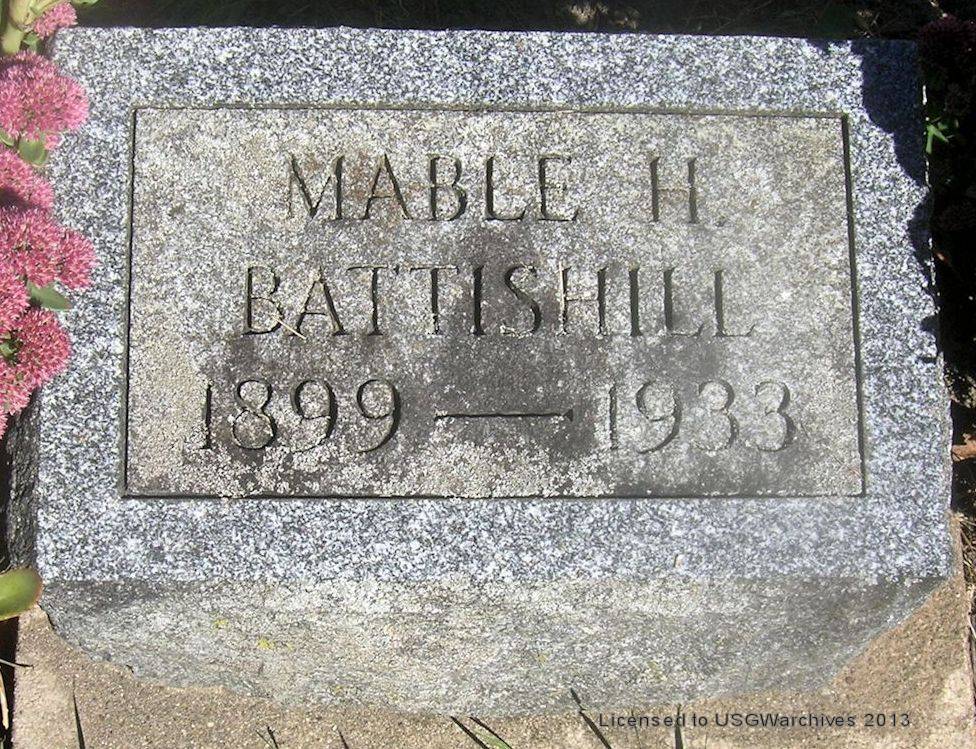 MABLE H.
BATTISHILL
1899 — 1933
Licensed to USGWarchives 2013